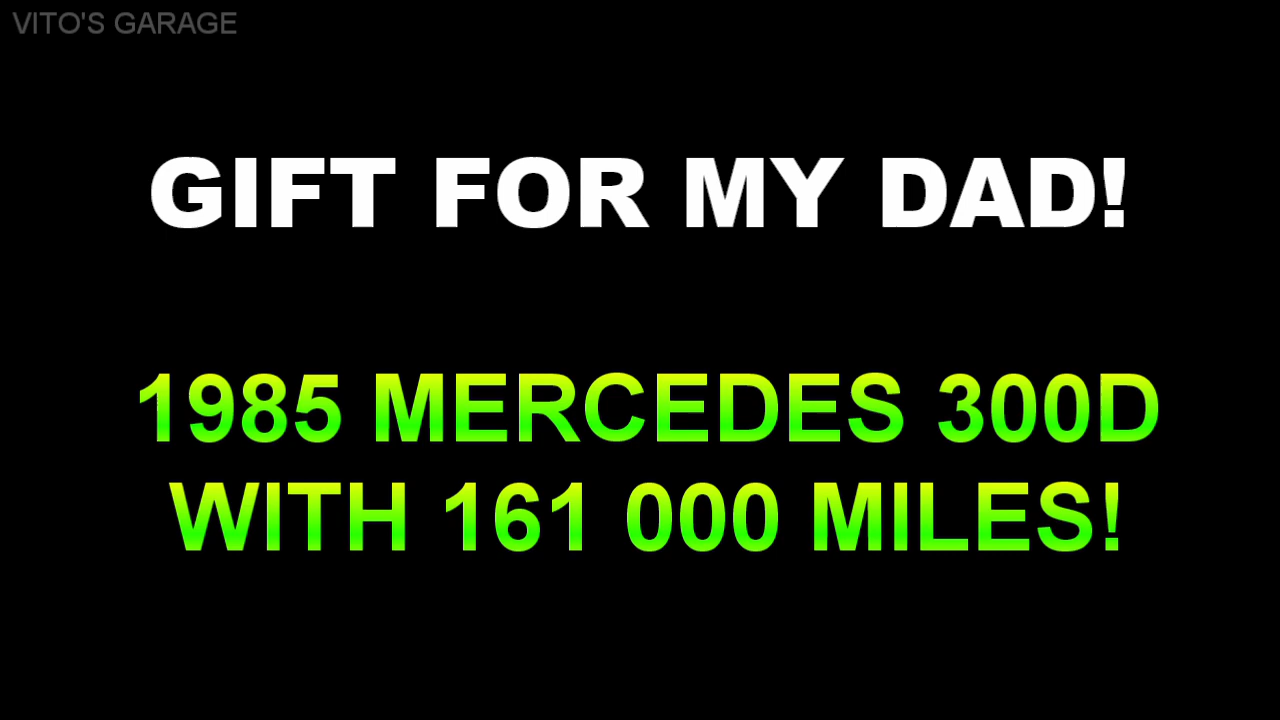 VITO'S GARAGE
GIFT FOR MY DAD!
1985 MERCEDES 300D
WITH 161 000 MILES!